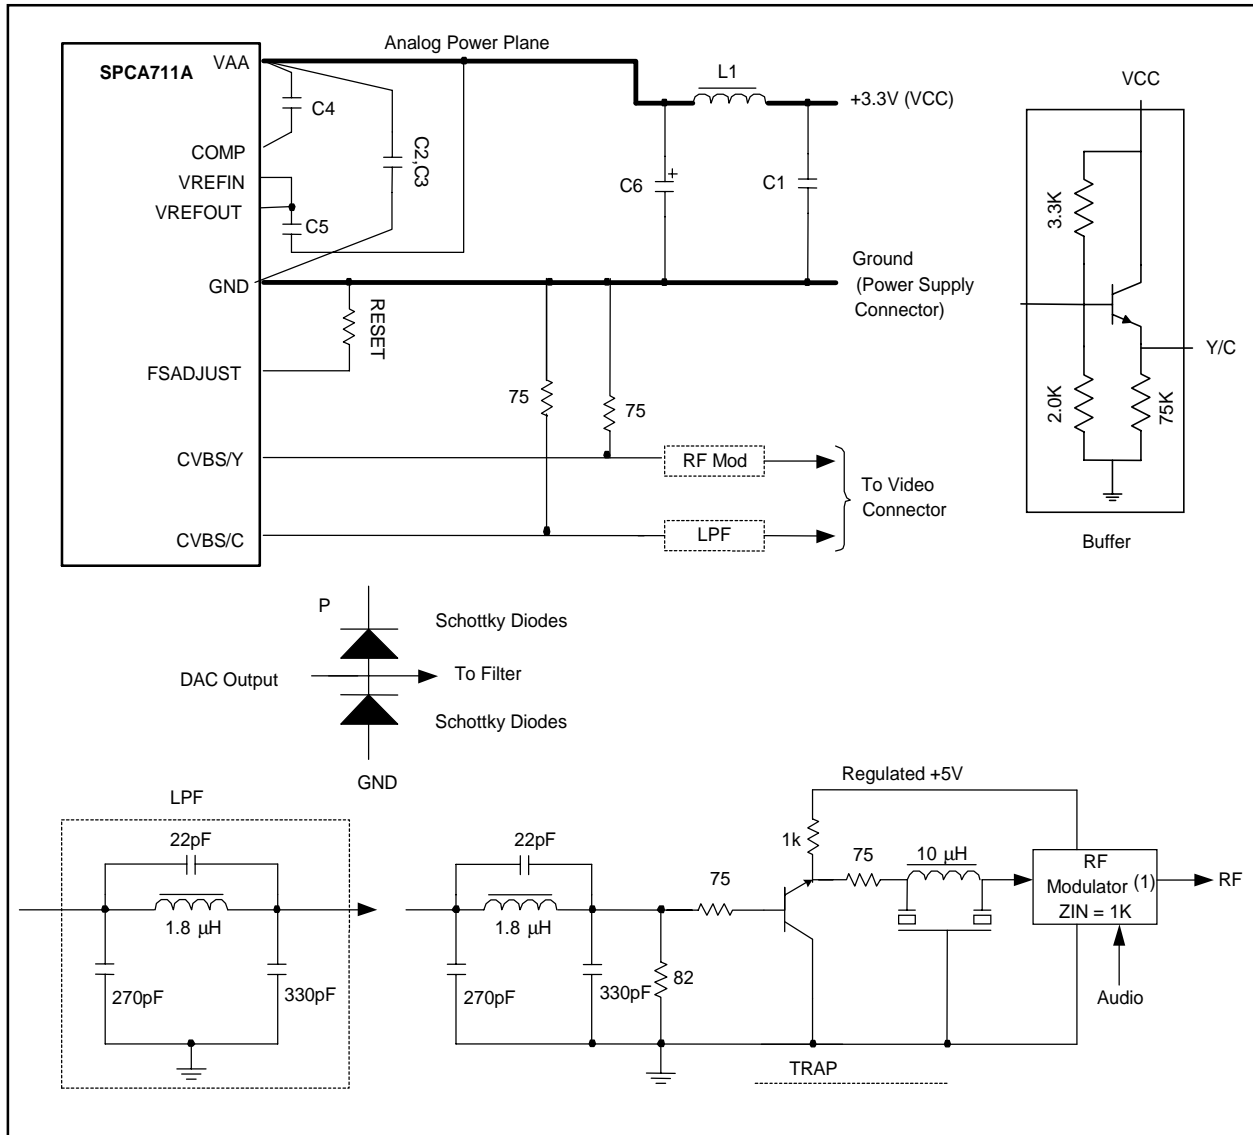 Analog Power Plane
SPCA711A
VAA
L1
+3.3V (VCC)
VCC
C4
COMP
C2,C3
VREFIN
VREFOUT
C5
C6
+
C1
3.3K
GND
Ground
(Power Supply
Connector)
RESET
FSADJUST
75
75
Y/C
2.0K
75K
CVBS/Y
RF Mod
To Video
Connector
CVBS/C
LPF
Buffer
P
Schottky Diodes
DAC Output
To Filter
Schottky Diodes
GND
LPF
22pF
1.8 μH
270pF
330pF
22pF
1.8 μH
270pF
330pF
82
75
Regulated +5V
1k
75
10 μH
RF
Modulator (1)
ZIN = 1K
RF
Audio
TRAP